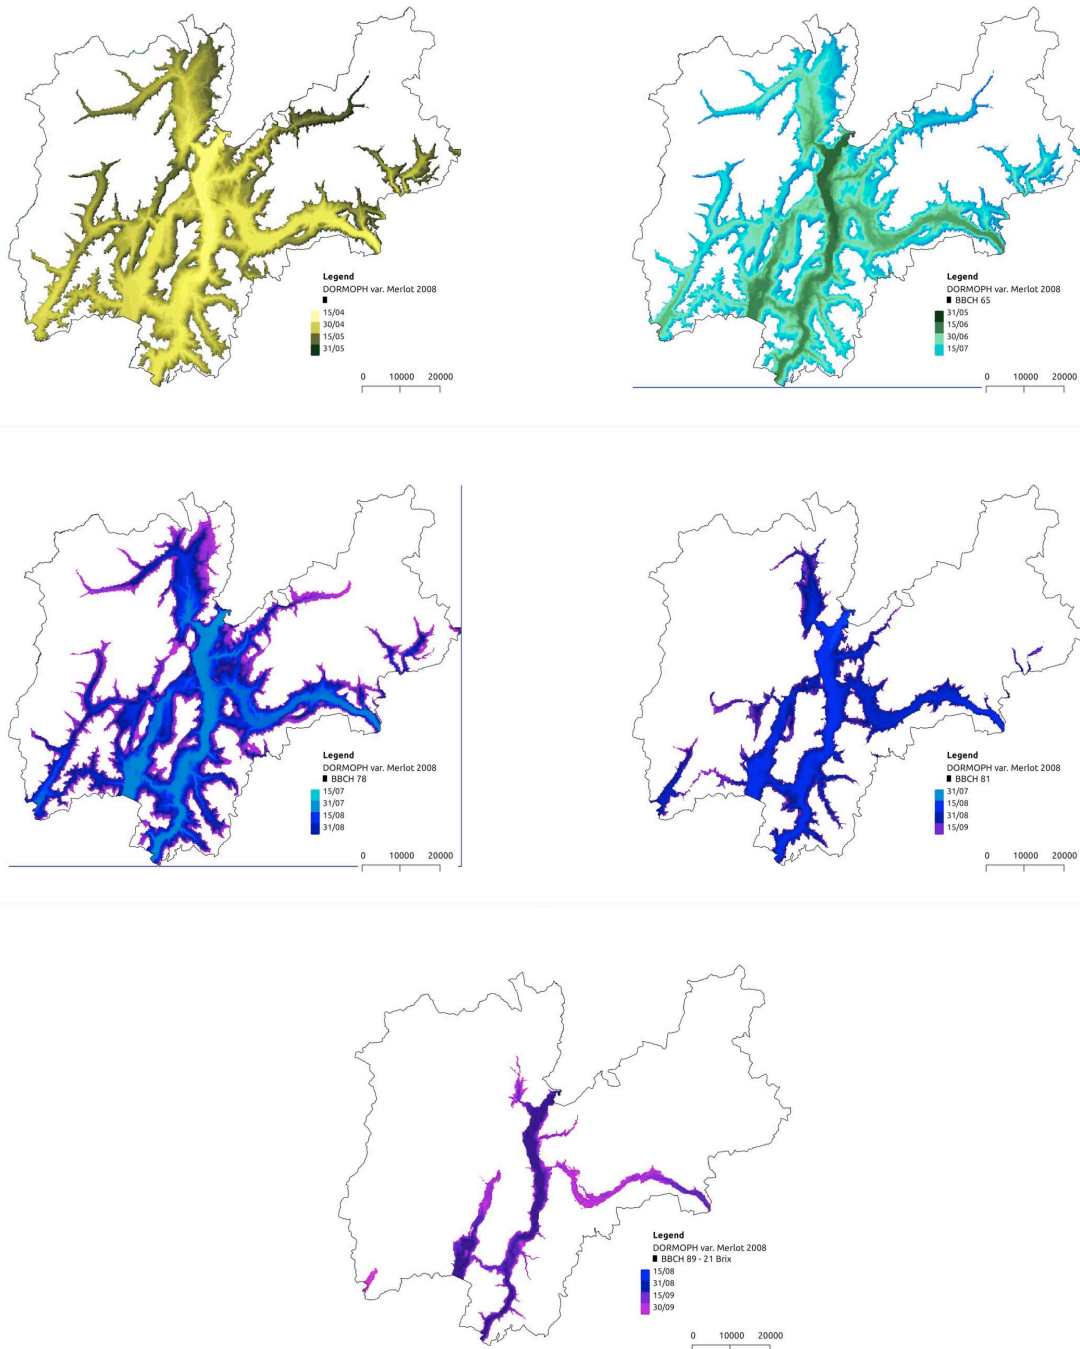 Legend
DORMOPH var. Merlot 2008
15/04
30/04
15/05
31/05
0 10000 20000
Legend
DORMOPH var. Merlot 2008
BBCH 65
31/05
15/06
30/06
15/07
0 10000 20000
Legend
DORMOPH var. Merlot 2008
BBCH 78
15/07
31/07
15/08
31/08
0 10000 20000
Legend
DORMOPH var. Merlot 2008
BBCH 81
31/07
15/08
31/08
15/09
0 10000 20000
Legend
DORMOPH var. Merlot 2008
BBCH 89 - 21 Brix
15/08
31/08
15/09
30/09
0 10000 20000